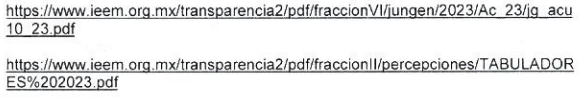 https://www.ieem.org.mx/transparencia2/pdf/fraccionVI/jungen/2023/Ac_23/jg_acu
10_23.pdf
https://www.ieem.org.mx/transparencia2/pdf/fraccionII/percepciones/TABULADOR
ES%202023.pdf